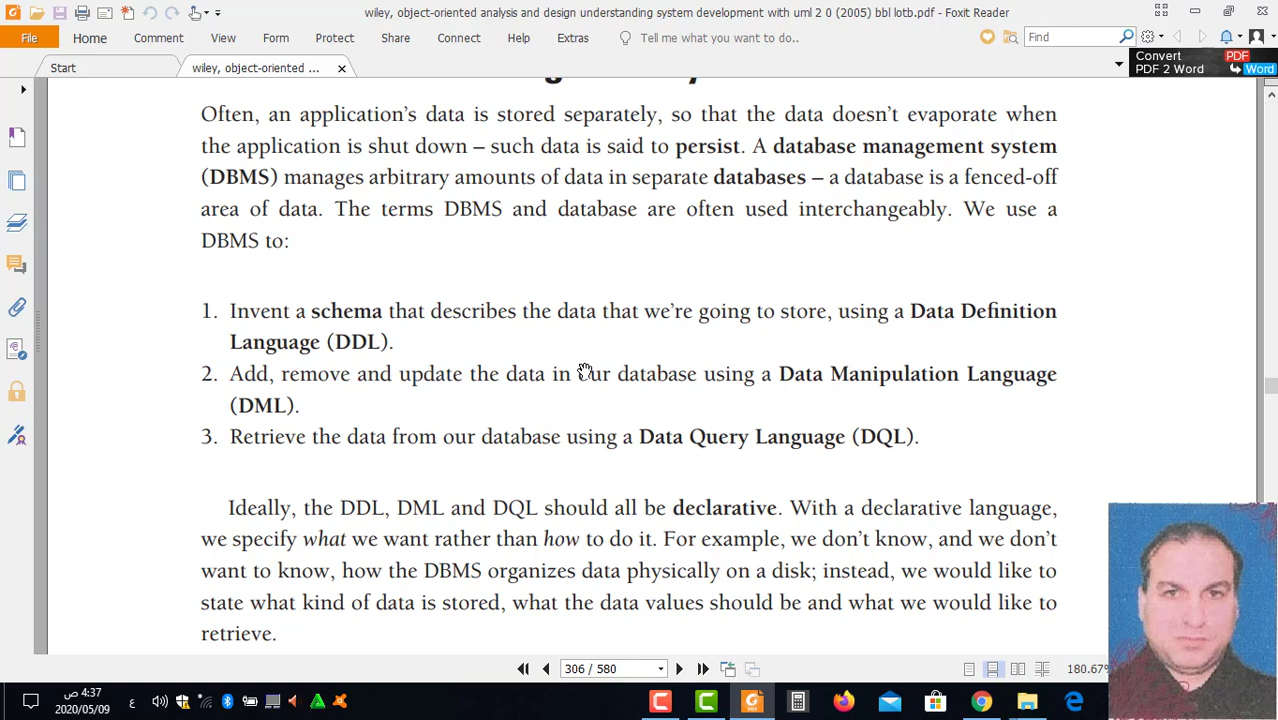 wiley, object-oriented analysis and design understanding system development with uml 2 0 (2005) bbl lotb.pdf - Foxit Reader
File Home Comment View Form Protect Share Connect Help Extras Tell me what you want to do.. Find
Start wiley, object-oriented ...
Convert PDF
PDF 2 Word Word
Often, an application's data is stored separately, so that the data doesn't evaporate when
the application is shut down – such data is said to persist. A database management system
(DBMS) manages arbitrary amounts of data in separate databases – a database is a fenced-off
area of data. The terms DBMS and database are often used interchangeably. We use a
DBMS to:
1. Invent a schema that describes the data that we're going to store, using a Data Definition
Language (DDL).
2. Add, remove and update the data in our database using a Data Manipulation Language
(DML).
3. Retrieve the data from our database using a Data Query Language (DQL).
Ideally, the DDL, DML and DQL should all be declarative. With a declarative language,
we specify what we want rather than how to do it. For example, we don't know, and we don't
want to know, how the DBMS organizes data physically on a disk; instead, we would like to
state what kind of data is stored, what the data values should be and what we would like to
retrieve.
306 / 580
180.67%
4:37 ص
2020/05/09
ع